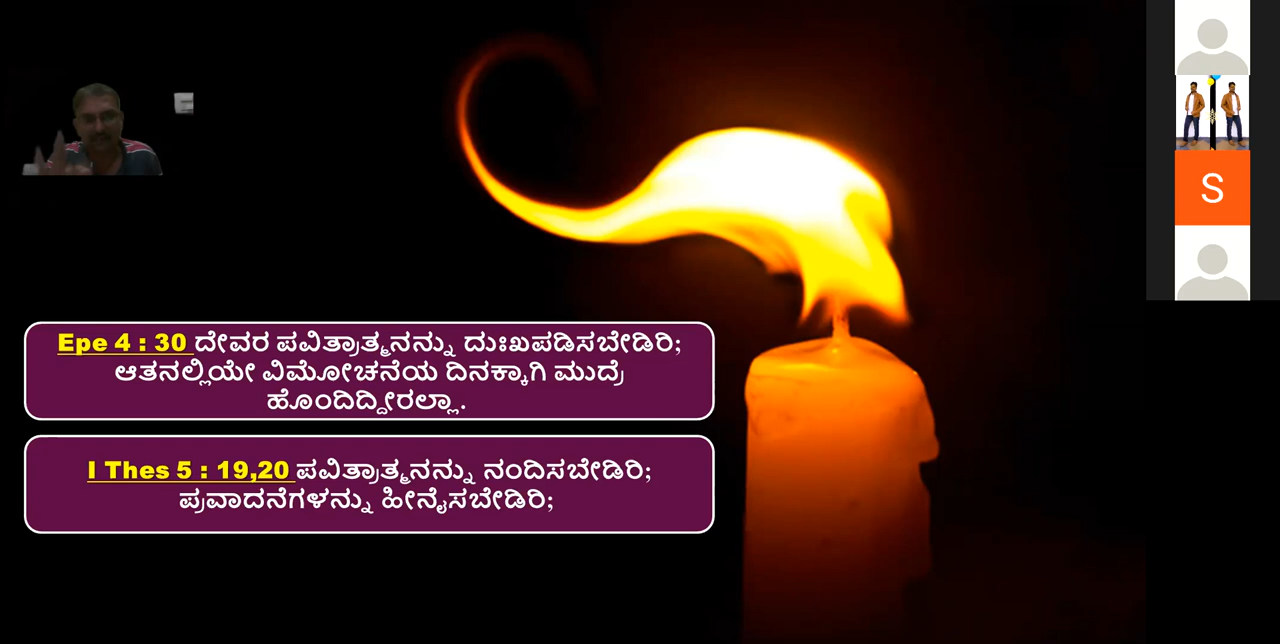 Epe 4 : 30 ದೇವರ ಪವಿತ್ರಾತ್ಮನನ್ನು ದುಃಖಪಡಿಸಬೇಡಿರಿ;
ಆತನಲ್ಲಿಯೇ ವಿಮೋಚನೆಯ ದಿನಕ್ಕಾಗಿ ಮುದ್ರೆ
ಹೊಂದಿದ್ದೀರಲ್ಲಾ.
I Thes 5 : 19,20 ಪವಿತ್ರಾತ್ಮನನ್ನು ನಂದಿಸಬೇಡಿರಿ;
ಪ್ರವಾದನೆಗಳನ್ನು ಹೀನೈಸಬೇಡಿರಿ;
S